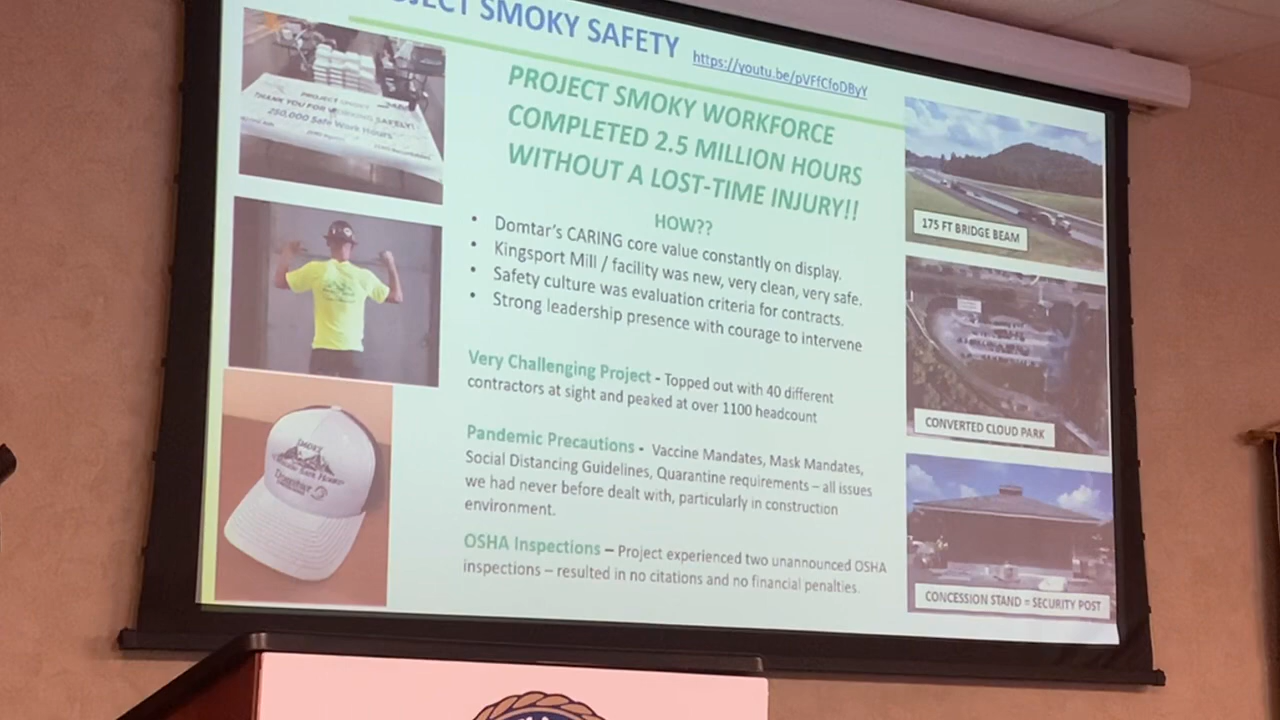 JECT SMOKY SAFETY https://youtu.be/pVFfCfoDByY
PROJECT SMOKY WORKFORCE
COMPLETED 2.5 MILLION HOURS
WITHOUT A LOST-TIME INJURY!!
HOW??
• Domtar's CARING core value constantly on display.
• Kingsport Mill / facility was new, very clean, very safe.
• Safety culture was evaluation criteria for contracts.
• Strong leadership presence with courage to intervene
Very Challenging Project - Topped out with 40 different
contractors at sight and peaked at over 1100 headcount
Pandemic Precautions - Vaccine Mandates, Mask Mandates,
Social Distancing Guidelines, Quarantine requirements – all issues
we had never before dealt with, particularly in construction
environment.
OSHA Inspections – Project experienced two unannounced OSHA
inspections – resulted in no citations and no financial penalties.
PROJECT SMOKY
THANK YOU FOR WORKING SAFELY!
250,000 Safe Work Hours
SMOKY
Domtar
175 FT BRIDGE BEAM
CONVERTED CLOUD PARK
CONCESSION STAND = SECURITY POST